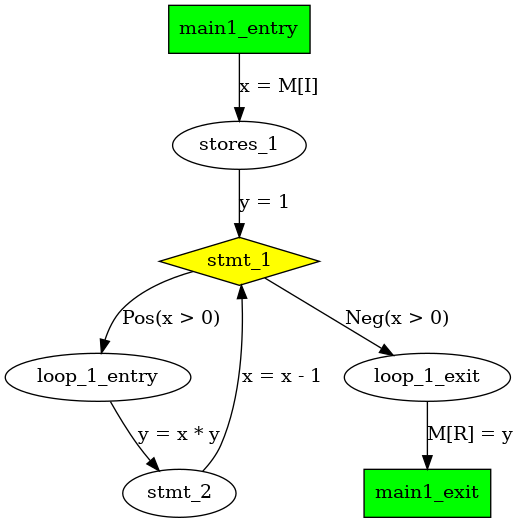 main1_entry
x = M[I]
stores_1
y = 1
stmt_1
Pos(x > 0)
Neg(x > 0)
loop_1_entry
loop_1_exit
x = x - 1
y = x * y
M[R] = y
stmt_2
main1_exit